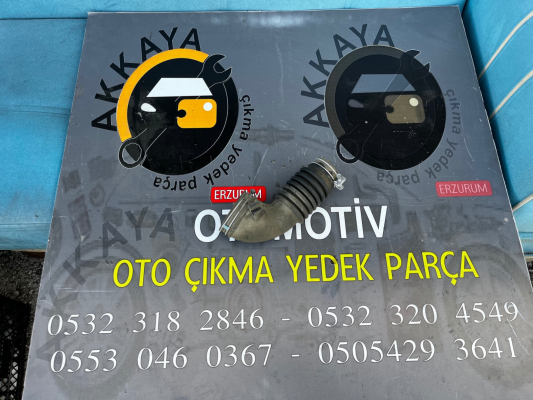 AKKAYA
çıkma yedek parça
AKKAYA
çıkma yedek parça
ERZURUM
ERZURUM
AKKAYA
OTOMOTİV
OTO ÇIKMA YEDEK PARÇA
0532 318 2846 - 0532 320 4549
0553 046 0367 - 0505429 3641